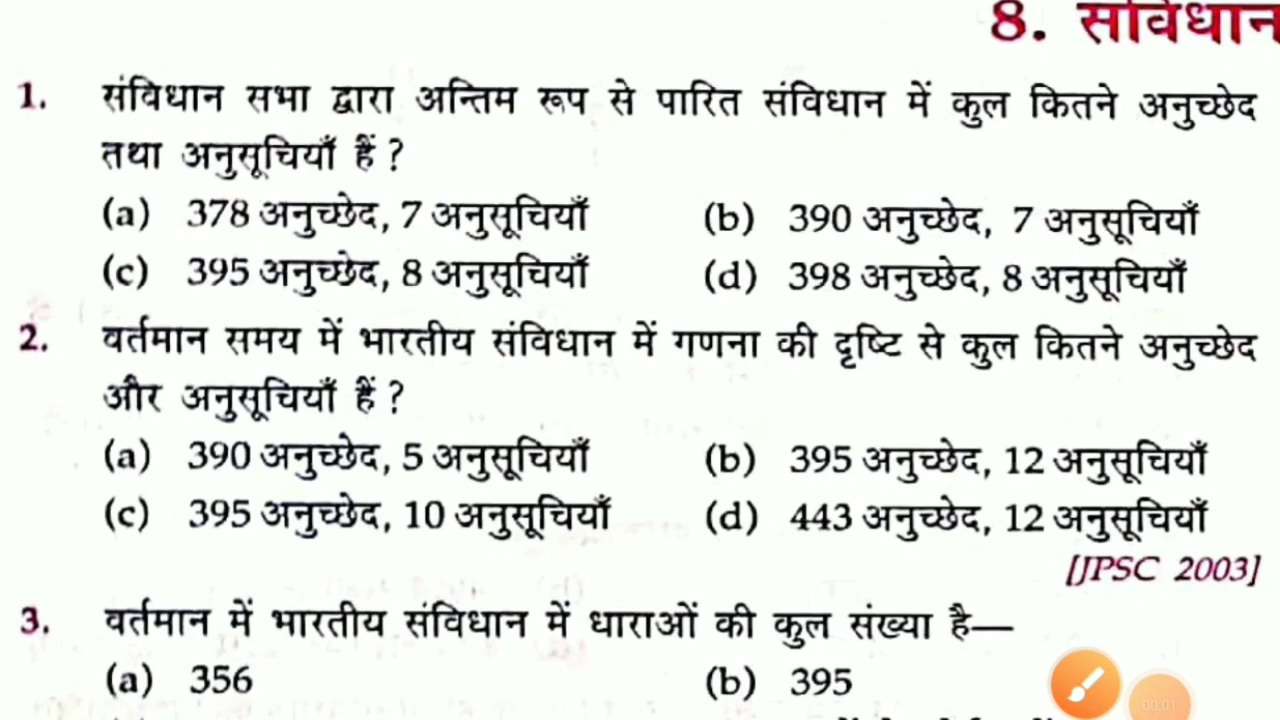 8. संविधान
1. संविधान सभा द्वारा अन्तिम रूप से पारित संविधान में कुल कितने अनुच्छेद
तथा अनुसूचियाँ हैं ?
(a) 378 अनुच्छेद, 7 अनुसूचियाँ (b) 390 अनुच्छेद, 7 अनुसूचियाँ
(c) 395 अनुच्छेद, 8 अनुसूचियाँ (d) 398 अनुच्छेद, 8 अनुसूचियाँ
2. वर्तमान समय में भारतीय संविधान में गणना की दृष्टि से कुल कितने अनुच्छेद
और अनुसूचियाँ हैं ?
(a) 390 अनुच्छेद, 5 अनुसूचियाँ (b) 395 अनुच्छेद, 12 अनुसूचियाँ
(c) 395 अनुच्छेद, 10 अनुसूचियाँ (d) 443 अनुच्छेद, 12 अनुसूचियाँ
[JPSC 2003]
3. वर्तमान में भारतीय संविधान में धाराओं की कुल संख्या है—
(a) 356 (b) 395
00:01